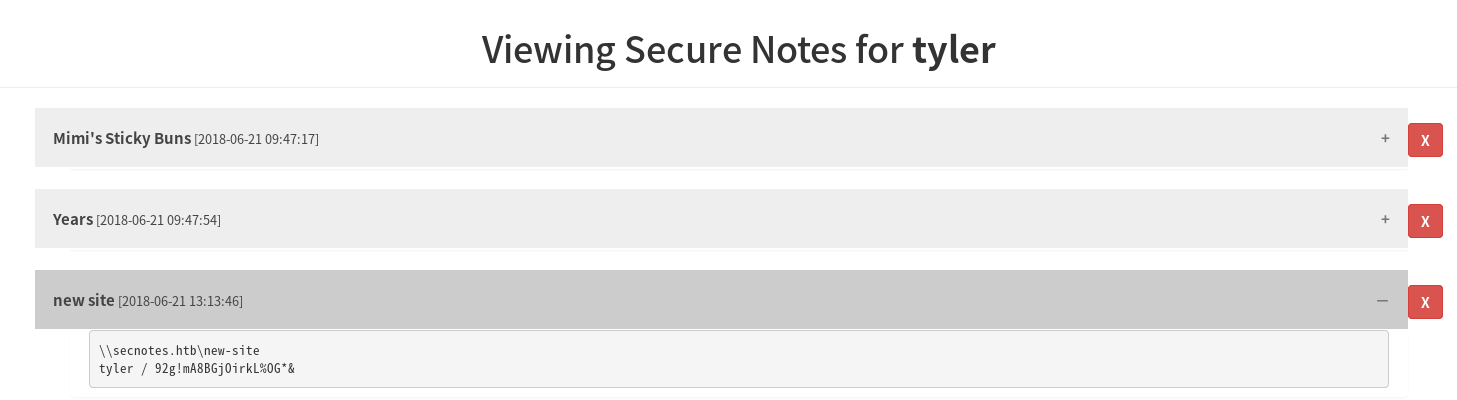 Viewing Secure Notes for tyler
Mimi's Sticky Buns [2018-06-21 09:47:17] + X
Years [2018-06-21 09:47:54] + X
new site [2018-06-21 13:13:46] – X
\\secnotes.htb\new-site
tyler / 92g!mA8BGjOirkL%OG*&